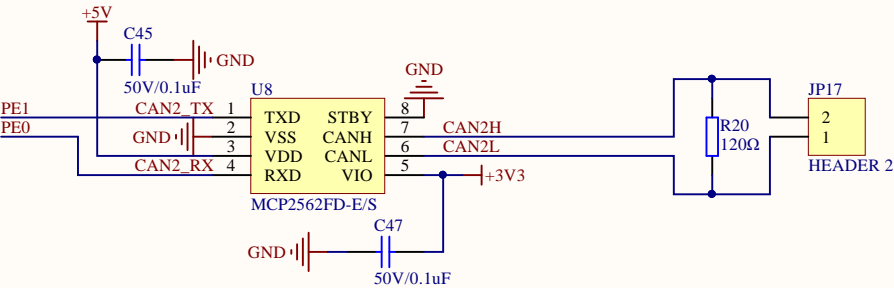 +5V
C45
GND
50V/0.1uF
U8
GND
PE1
CAN2_TX
1
TXD
STBY
8
PE0
GND
2
VSS
CANH
7
CAN2H
3
VDD
CANL
6
CAN2L
CAN2_RX
4
RXD
VIO
5
+3V3
MCP2562FD-E/S
R20
120Ω
JP17
2
1
HEADER 2
C47
GND
50V/0.1uF